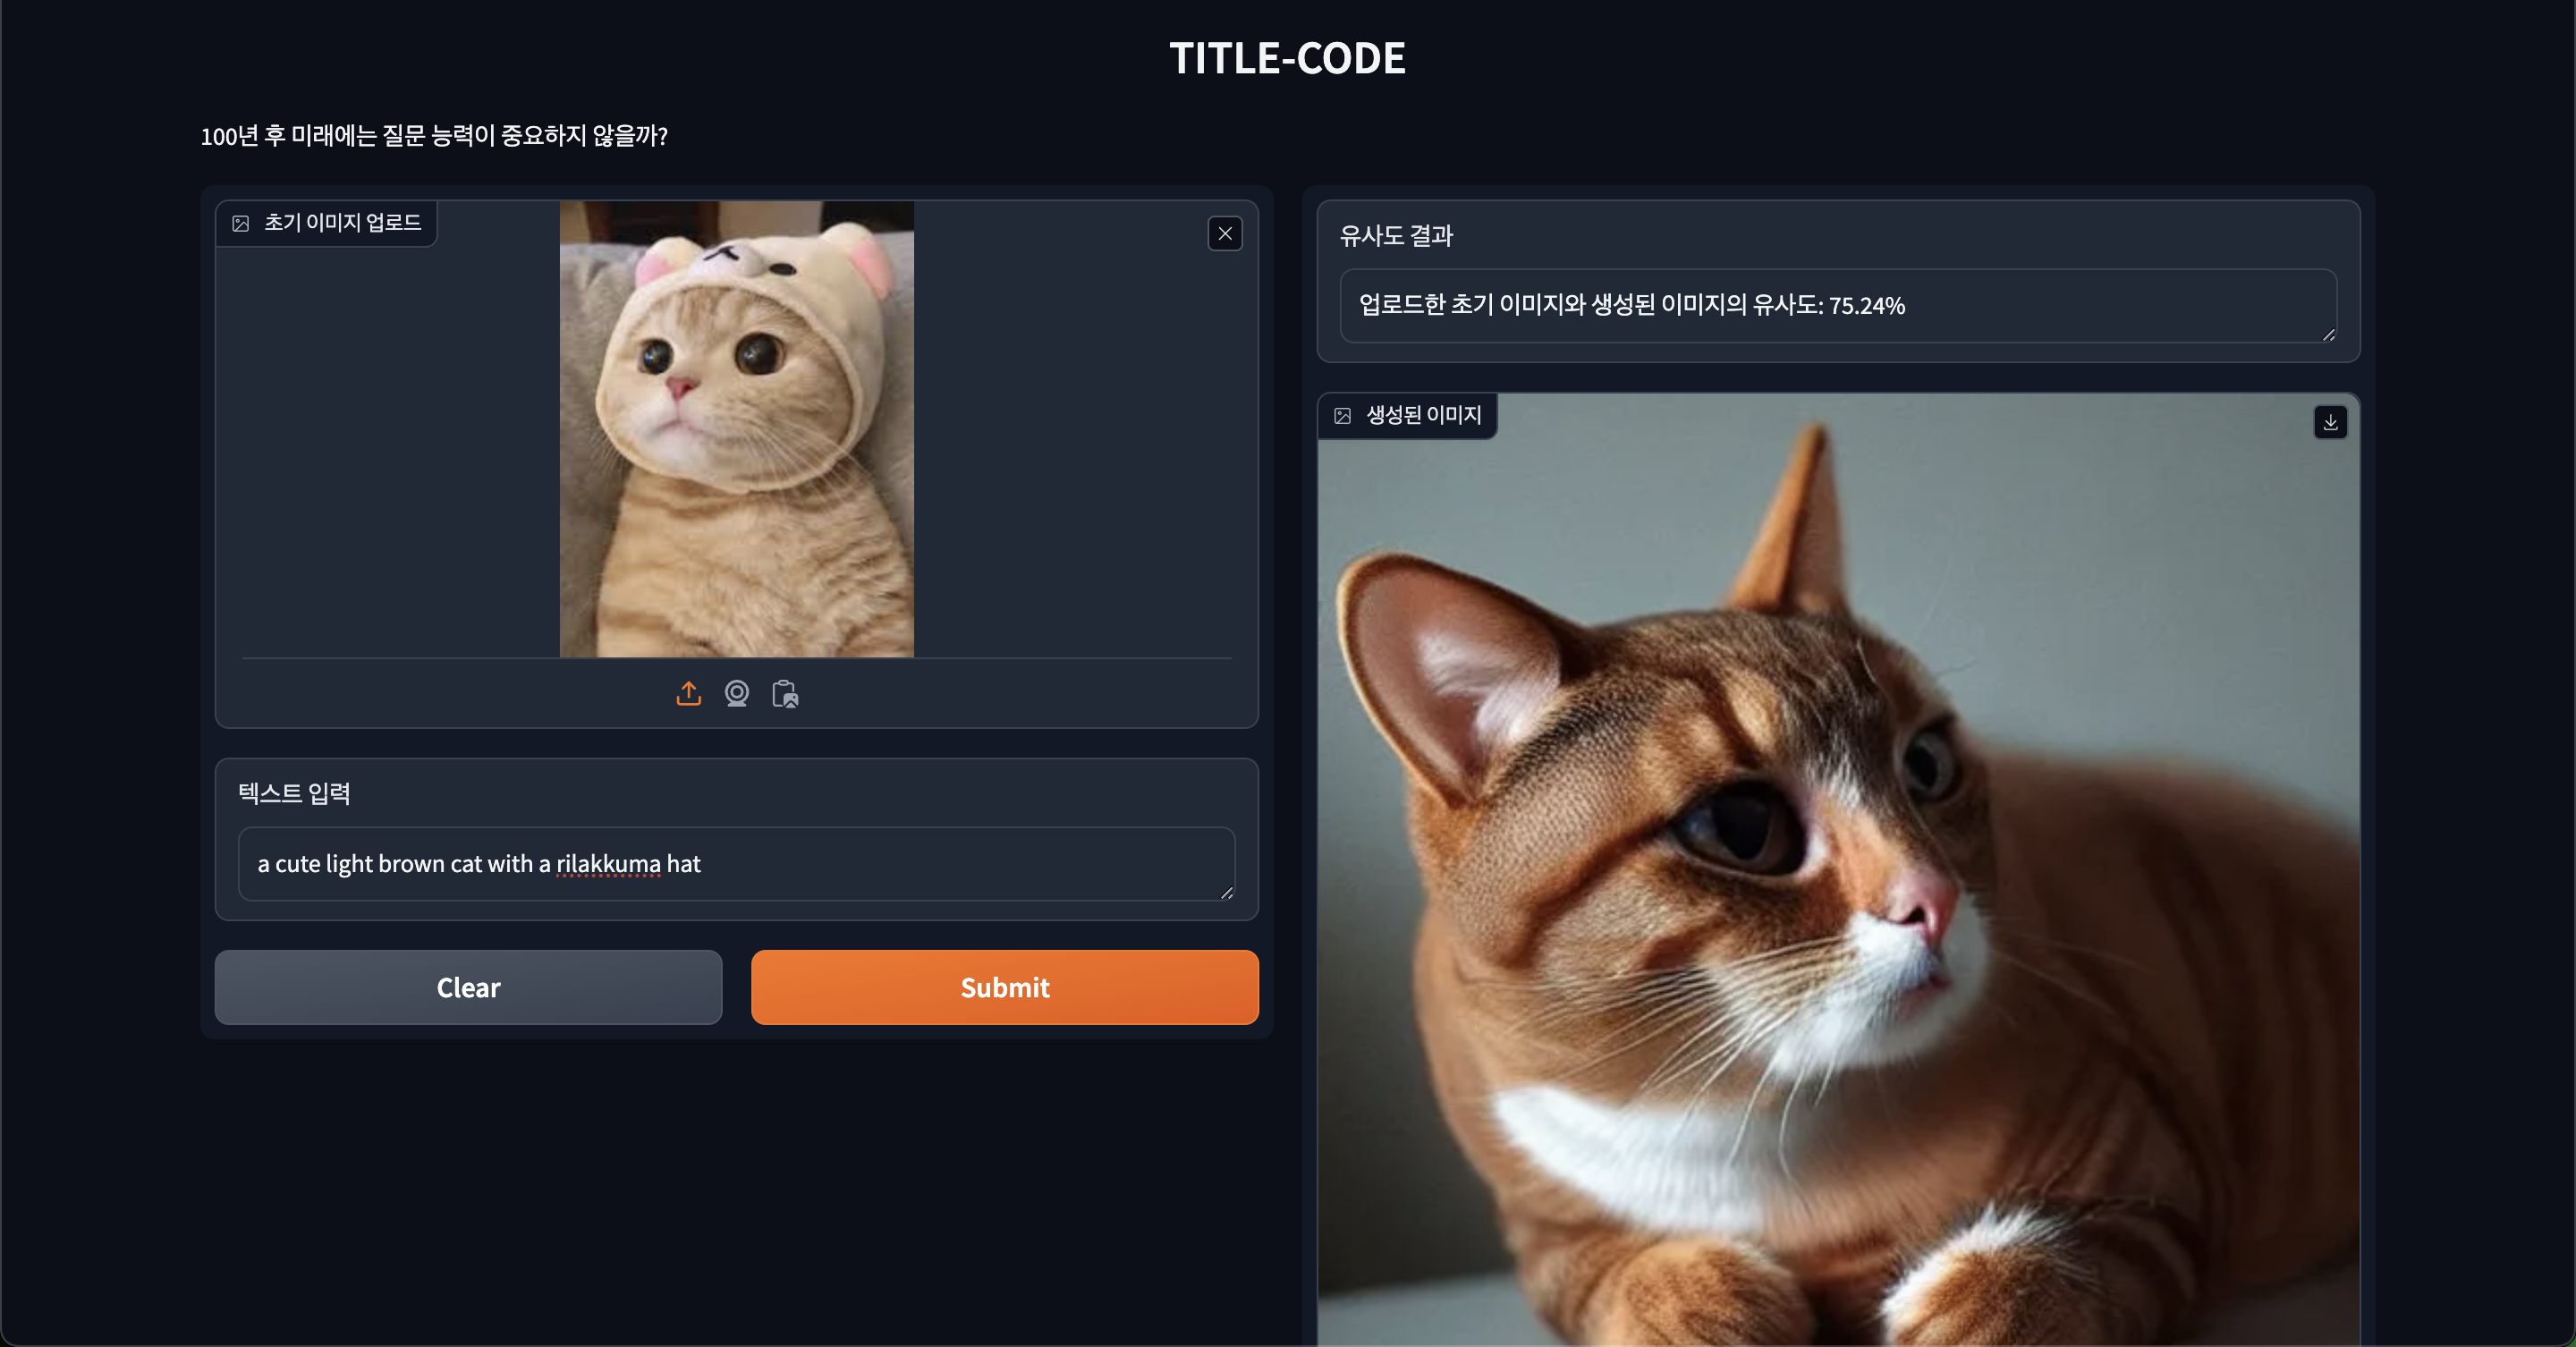 TITLE-CODE
100년 후 미래에는 질문 능력이 중요하지 않을까?
초기 이미지 업로드
텍스트 입력
a cute light brown cat with a rilakkuma hat
Clear
Submit
유사도 결과
업로드한 초기 이미지와 생성된 이미지의 유사도: 75.24%
생성된 이미지